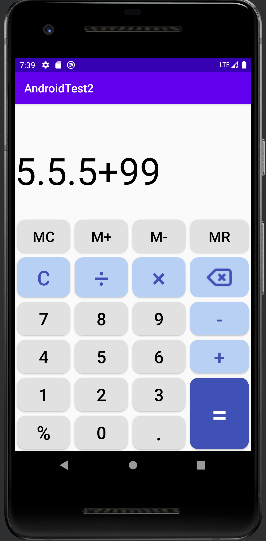 7:39 LTE
AndroidTest2
5.5.5+99
MC M+ M- MR
C ÷ ×
7 8 9 -
4 5 6 +
1 2 3 =
% 0 .